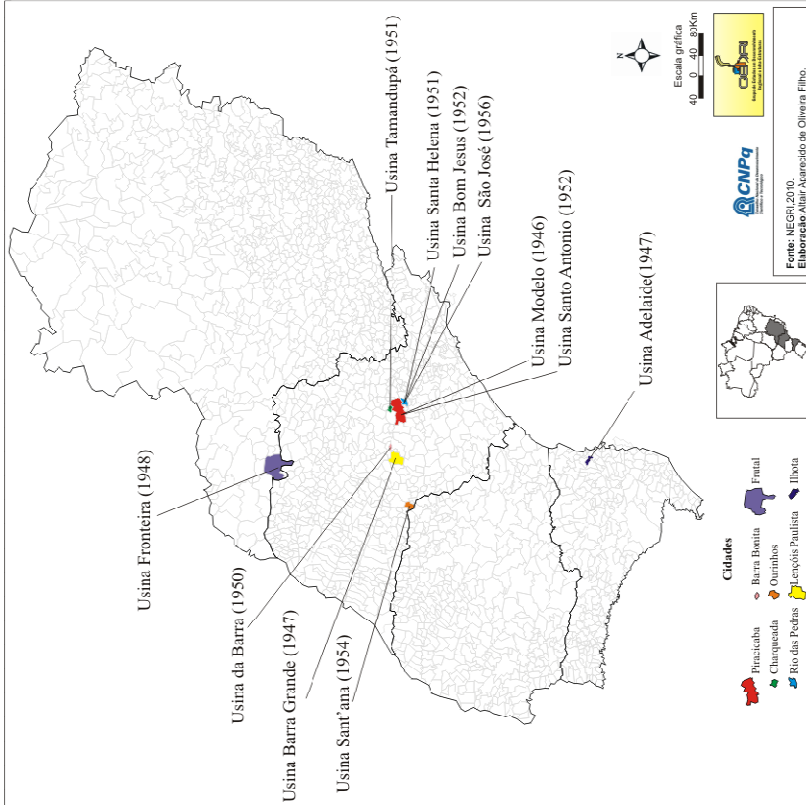 Usina Fronteira (1948)
Usira da Barra (1950)
Usina Barra Grande (1947)
Usina Sant'ana (1954)
Usina Tamandupá (1951)
Usina Santa Helena (1951)
Usina Bom Jesus (1952)
Usina São José (1956)
Usina Modelo (1946)
Usina Santo Antonio (1952)
Usina Adelaide(1947)
Cidades
Piracicaba
Charqueada
Rio das Pedras
Barra Bonita
Ourinhos
Lençóis Paulista
Frutal
Ilhota
Escala gráfica
40 0 40 80Km
CNPq
Fonte: NEGRI,2010.
Elaboração Altair Aparecido de Oliveira Filho.